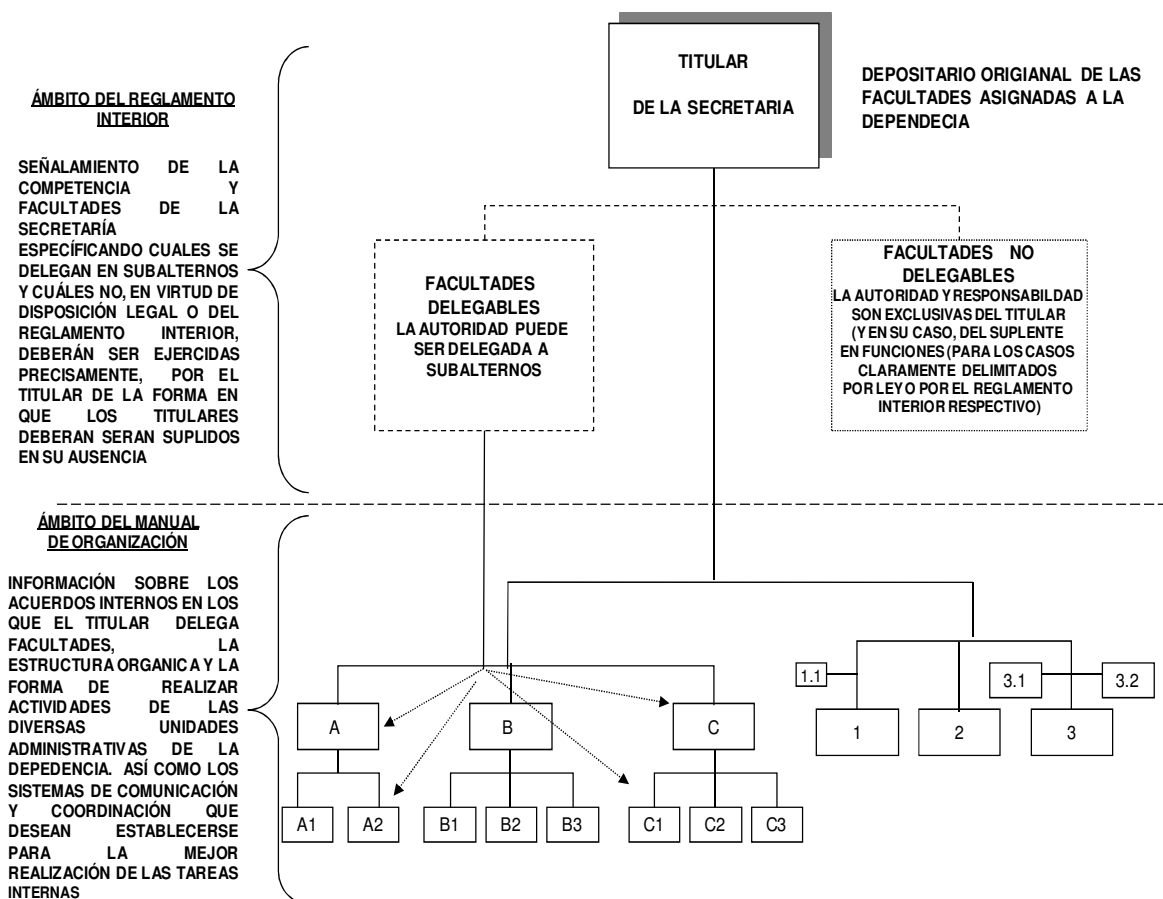 TITULAR
DE LA SECRETARIA
DEPOSITARIO ORIGIANAL DE LAS
FACULTADES ASIGNADAS A LA
DEPENDECIA
ÁMBITO DEL REGLAMENTO
INTERIOR
SEÑALAMIENTO DE LA
COMPETENCIA Y
FACULTADES DE LA
SECRETARÍA
ESPECÍFICANDO CUALES SE
DELEGAN EN SUBALTERNOS
Y CUÁLES NO, EN VIRTUD DE
DISPOSICIÓN LEGAL O DEL
REGLAMENTO INTERIOR,
DEBERÁN SER EJERCIDAS
PRECISAMENTE, POR EL
TITULAR DE LA FORMA EN
QUE LOS TITULARES
DEBERAN SERAN SUPLIDOS
EN SU AUSENCIA
FACULTADES
DELEGABLES
LA AUTORIDAD PUEDE
SER DELEGADA A
SUBALTERNOS
FACULTADES NO
DELEGABLES
LA AUTORIDAD Y RESPONSABILDAD
SON EXCLUSIVAS DEL TITULAR
(Y EN SU CASO, DEL SUPLENTE
EN FUNCIONES (PARA LOS CASOS
CLARAMENTE DELIMITADOS
POR LEY O POR EL REGLAMENTO
INTERIOR RESPECTIVO)
ÁMBITO DEL MANUAL
DE ORGANIZACIÓN
INFORMACIÓN SOBRE LOS
ACUERDOS INTERNOS EN LOS
QUE EL TITULAR DELEGA
FACULTADES, LA
ESTRUCTURA ORGANICA Y LA
FORMA DE REALIZAR
ACTIVIDADES DE LAS
DIVERSAS UNIDADES
ADMINISTRATIVAS DE LA
DEPEDENCIA. ASÍ COMO LOS
SISTEMAS DE COMUNICACIÓN
Y COORDINACIÓN QUE
DESEAN ESTABLECERSE
PARA LA MEJOR
REALIZACIÓN DE LAS TAREAS
INTERNAS
A B C
A1 A2 B1 B2 B3 C1 C2 C3
1.1 3.1 3.2
1 2 3